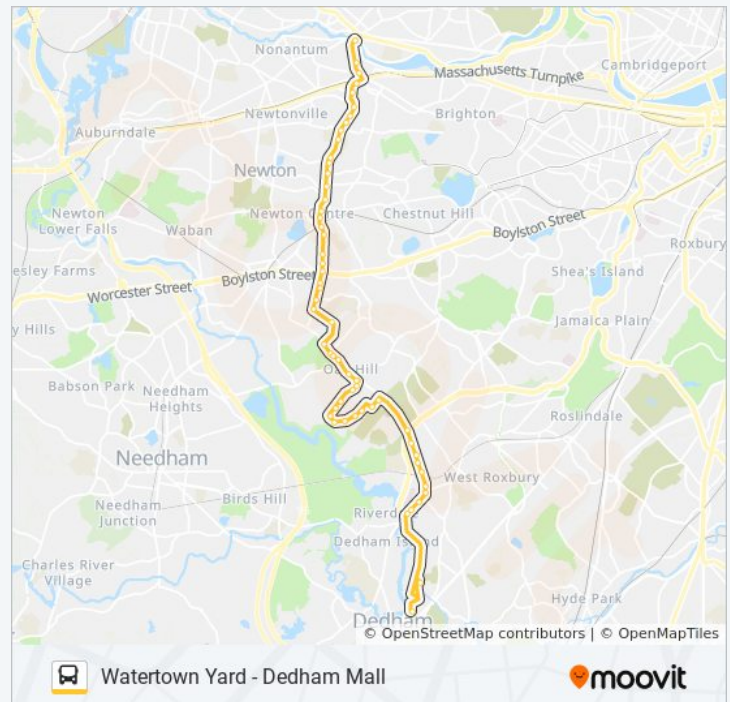 Nonantum
Massachusetts Turnpike
Cambridgeport
Newtonville
Brighton
Auburndale
Newton
Newton
Lower Falls
Newton Centre
Chestnut Hill
Waban
Boylston Street
Roxbury
esley Farms
Boylston Street
Shea's Island
Worcester Street
y Hills
Jamaica Plain
Oak Hill
Babson Park
Needham
Heights
Roslindale
Needham
West Roxbury
Birds Hill
Needham
Junction
Riverd
Dedham Island
Charles River
Village
Hyde Park
Dedham
© OpenStreetMap contributors | © OpenMapTiles
Watertown Yard - Dedham Mall
moovit